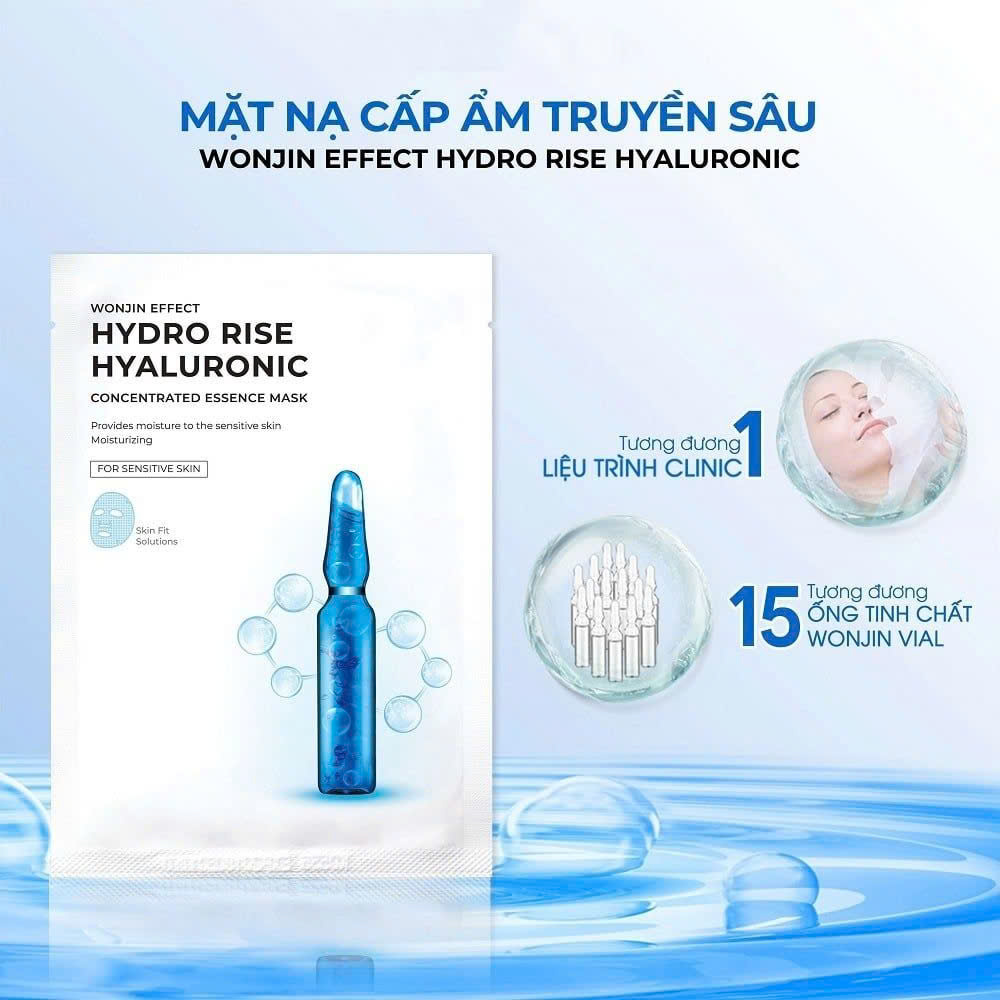 MẶT NẠ CẤP ẨM TRUYỀN SÂU
WONJIN EFFECT HYDRO RISE HYALURONIC
WONJIN EFFECT
HYDRO RISE
HYALURONIC
CONCENTRATED ESSENCE MASK
Provides moisture to the sensitive skin
Moisturizing
FOR SENSITIVE SKIN
Skin Fit
Solutions
Tương đương
LIỆU TRÌNH CLINIC
1
15
Tương đương
ỐNG TINH CHẤT
WONJIN VIAL